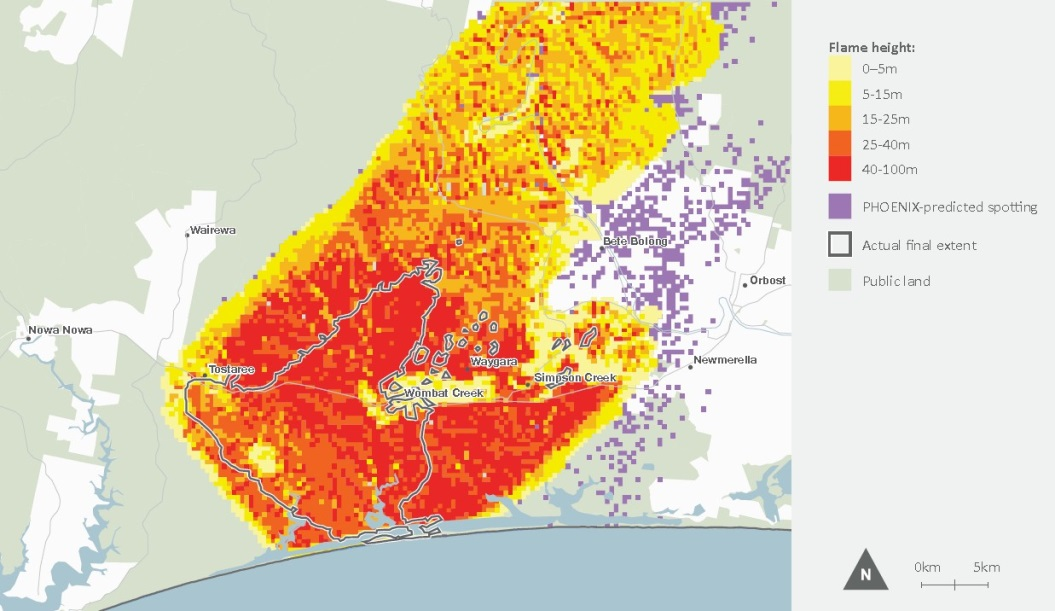 Flame height:
0–5m
5-15m
15-25m
25-40m
40-100m
PHOENIX-predicted spotting
Actual final extent
Public land
Wairewa
Bete Bolong
Orbost
Nowa Nowa
Newmerella
Waygara
Tostaree
Simpson Creek
Wombat Creek
N
0km 5km